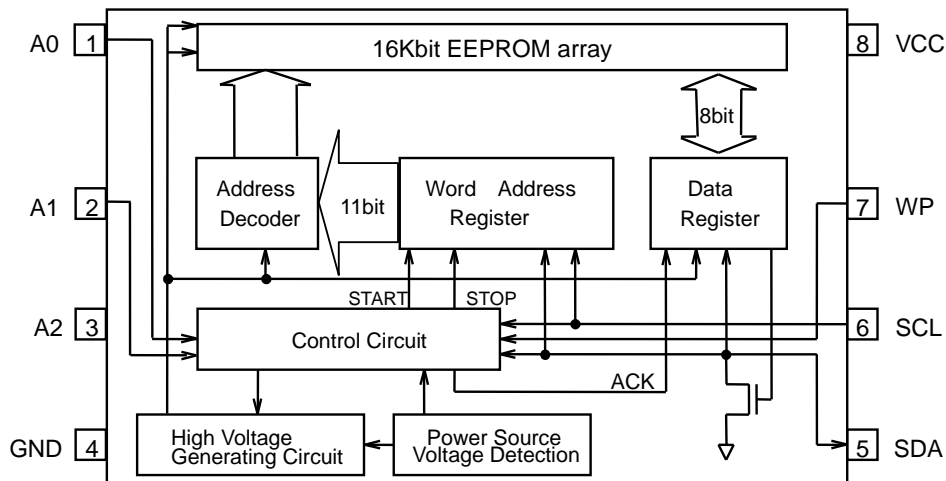 A0
1
16Kbit EEPROM array
8
VCC
8bit
A1
2
Address
Decoder
11bit
Word Address
Register
Data
Register
7
WP
START
STOP
A2
3
Control Circuit
6
SCL
ACK
GND
4
High Voltage
Generating Circuit
Power Source
Voltage Detection
5
SDA